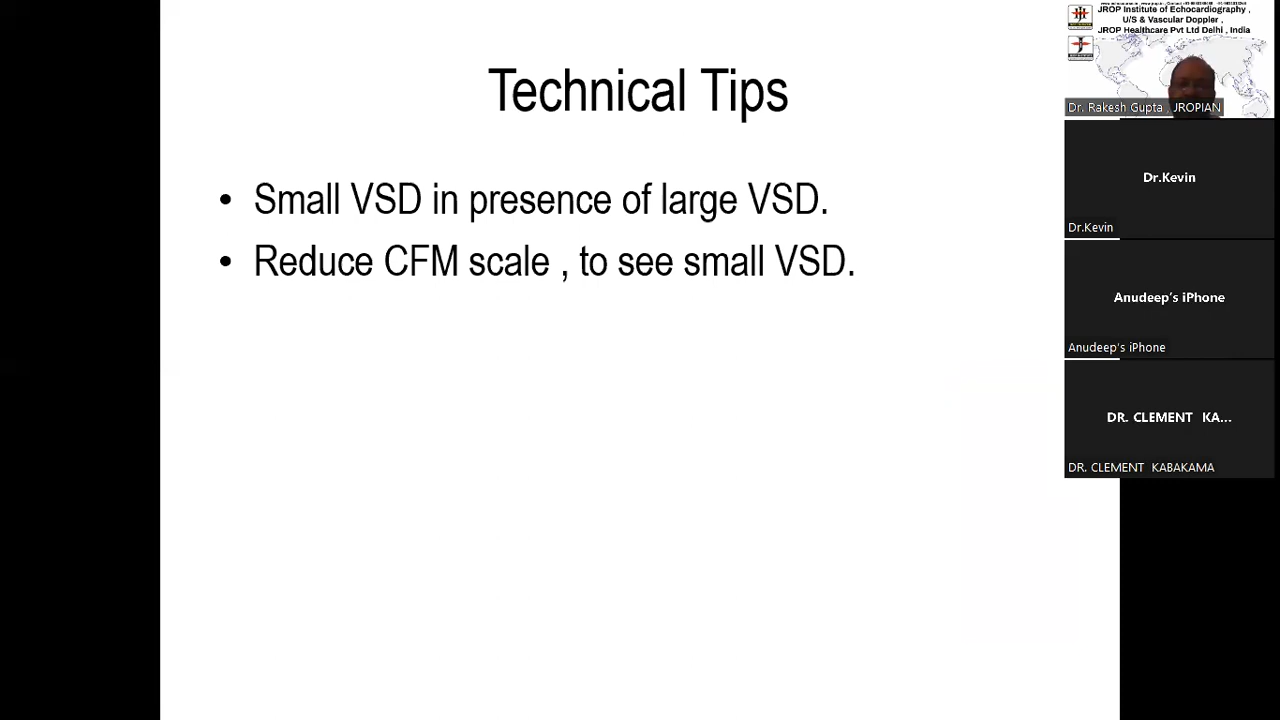 Technical Tips
• Small VSD in presence of large VSD.
• Reduce CFM scale , to see small VSD.
JROP Institute of Echocardiography ,
U/S & Vascular Doppler ,
JROP Healthcare Pvt Ltd Delhi , India
Dr. Rakesh Gupta , JROPIAN
Dr.Kevin
Dr.Kevin
Anudeep's iPhone
Anudeep's iPhone
DR. CLEMENT KA...
DR. CLEMENT KABAKAMA